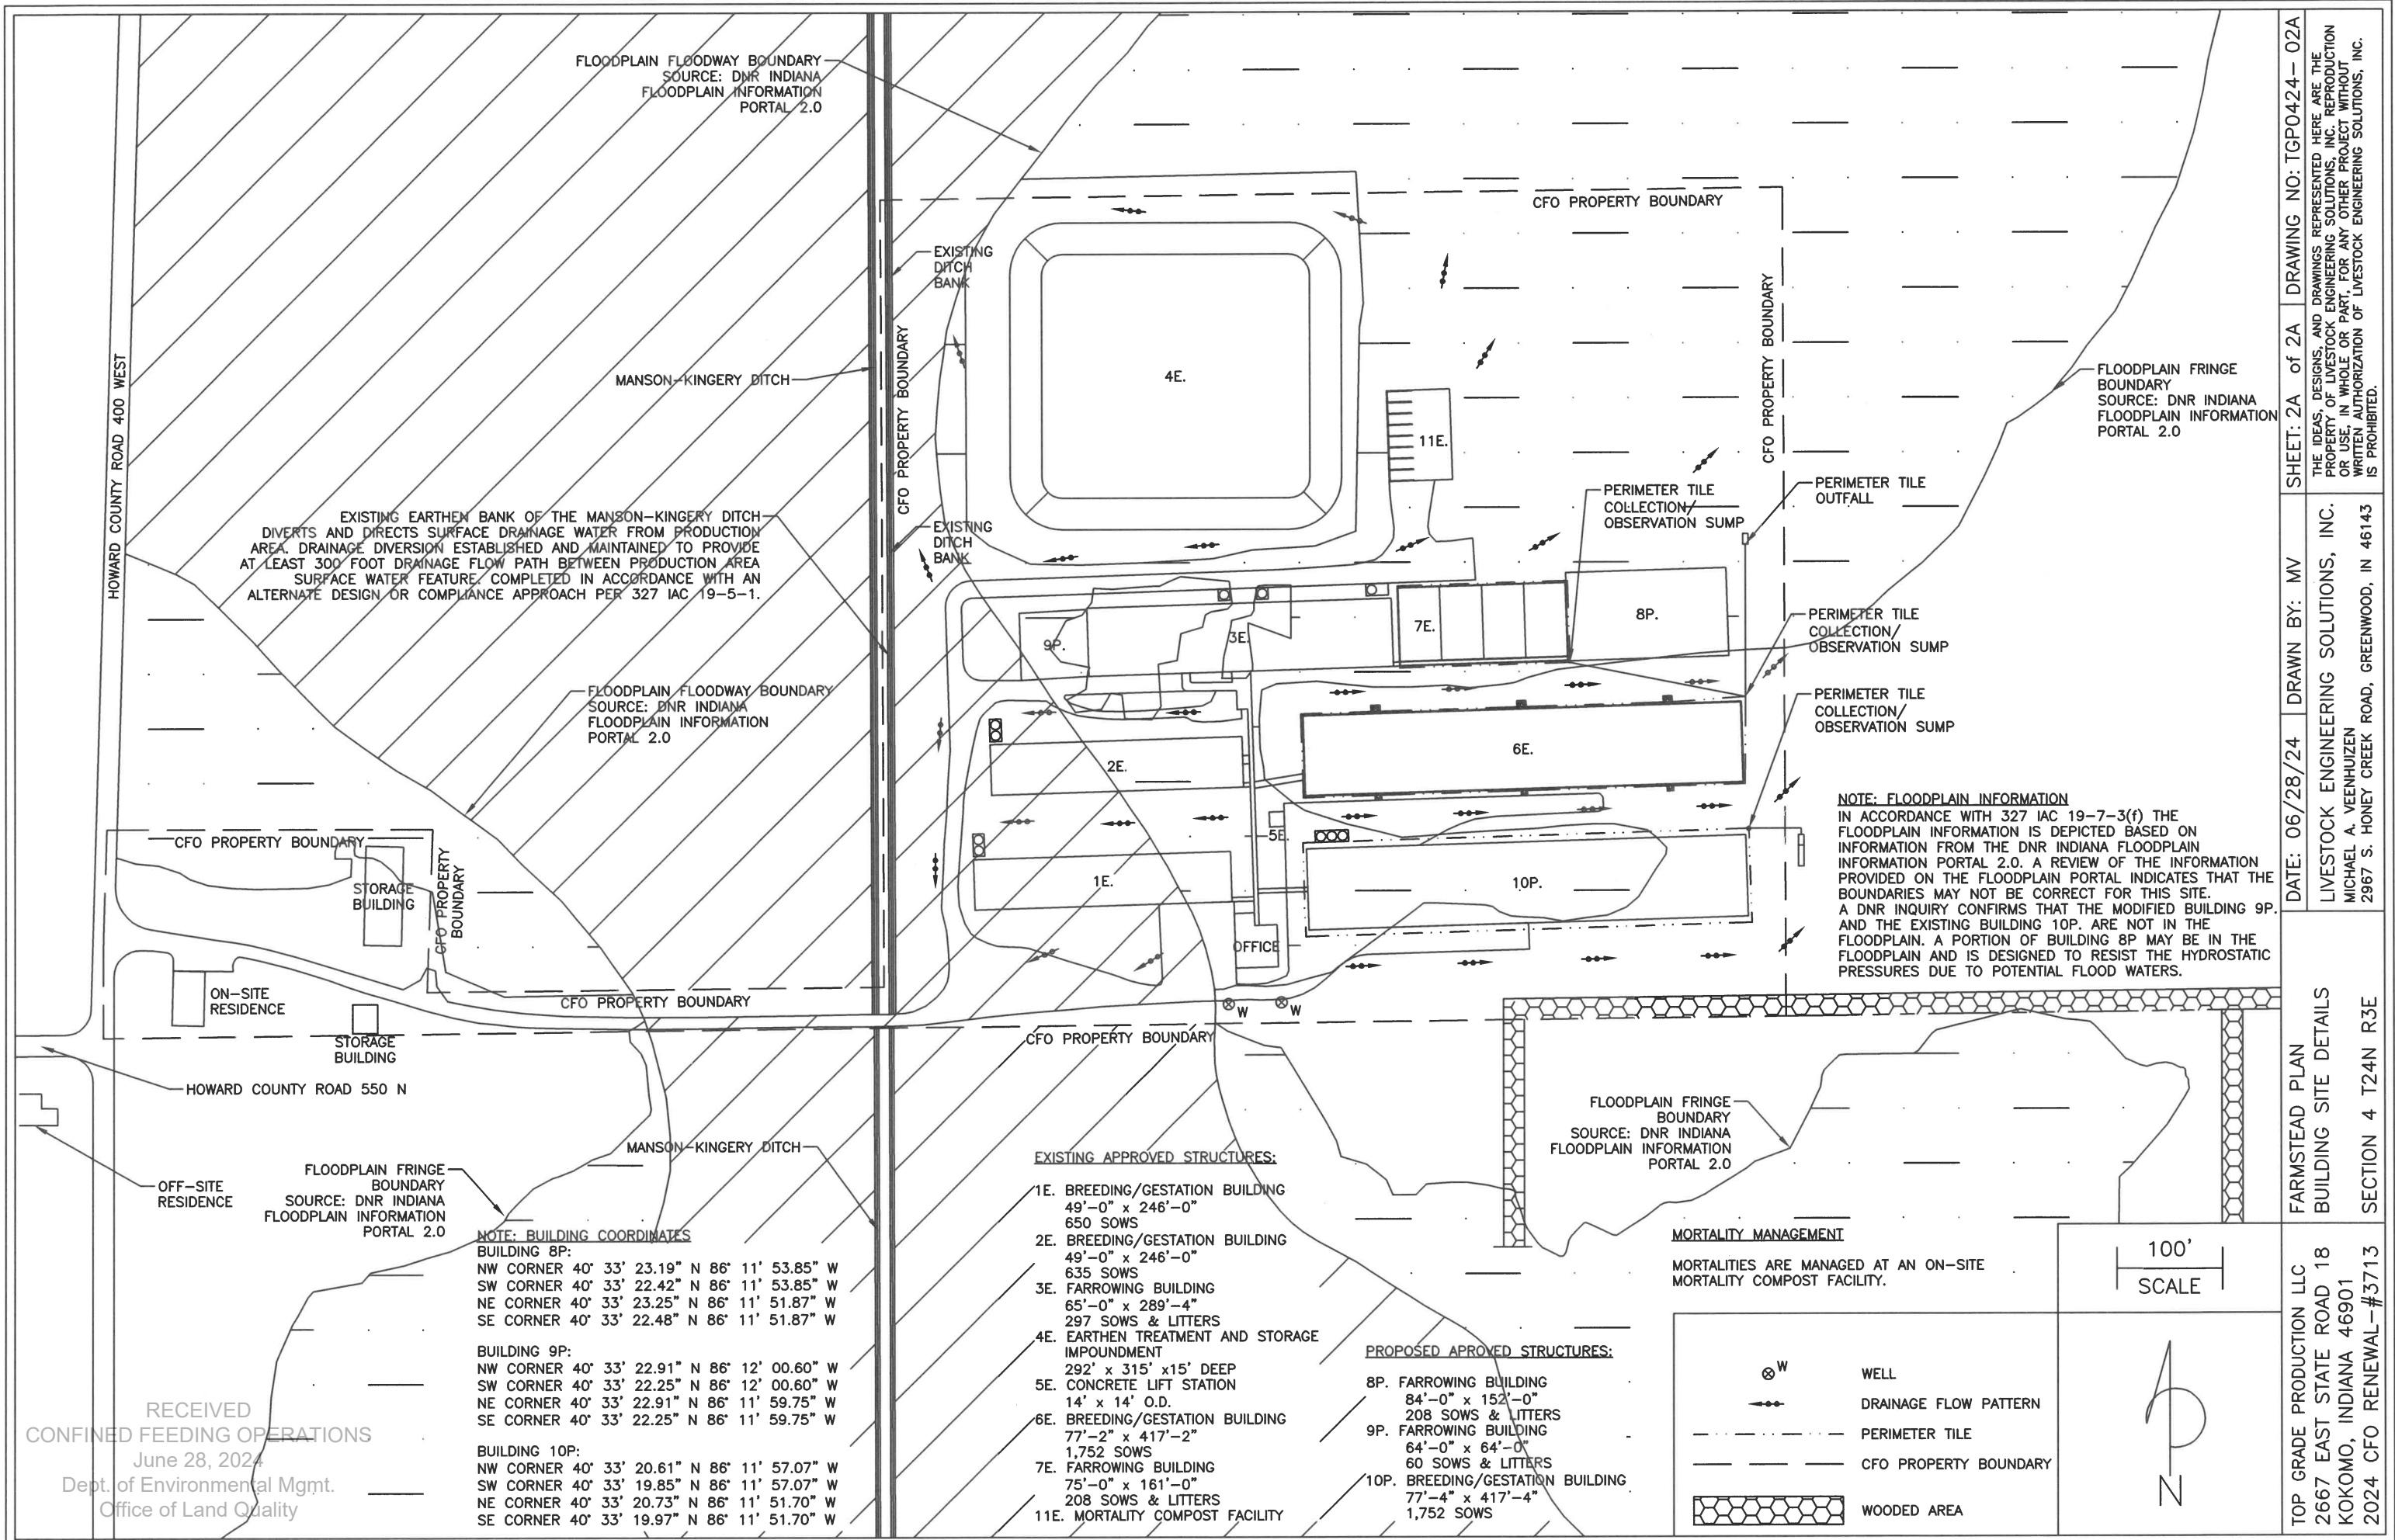 FLOODPLAIN FLOODWAY BOUNDARY
SOURCE: DNR INDIANA
FLOODPLAIN INFORMATION
PORTAL 2.0
CFO PROPERTY BOUNDARY
EXISTING
DITCH
BANK
CFO PROPERTY BOUNDARY
CFO PROPERTY BOUNDARY
HOWARD COUNTY ROAD 400 WEST
MANSON-KINGERY DITCH
4E.
11E.
FLOODPLAIN FRINGE
BOUNDARY
SOURCE: DNR INDIANA
FLOODPLAIN INFORMATION
PORTAL 2.0
PERIMETER TILE
COLLECTION/
OBSERVATION SUMP
PERIMETER TILE
OUTFALL
EXISTING EARTHEN BANK OF THE MANSON-KINGERY DITCH
DIVERTS AND DIRECTS SURFACE DRAINAGE WATER FROM PRODUCTION
AREA. DRAINAGE DIVERSION ESTABLISHED AND MAINTAINED TO PROVIDE
AT LEAST 300 FOOT DRAINAGE FLOW PATH BETWEEN PRODUCTION AREA
SURFACE WATER FEATURE. COMPLETED IN ACCORDANCE WITH AN
ALTERNATE DESIGN OR COMPLIANCE APPROACH PER 327 IAC 19-5-1.
EXISTING
DITCH
BANK
9P.
3E.
7E.
8P.
PERIMETER TILE
COLLECTION/
OBSERVATION SUMP
FLOODPLAIN FLOODWAY BOUNDARY
SOURCE: DNR INDIANA
FLOODPLAIN INFORMATION
PORTAL 2.0
PERIMETER TILE
COLLECTION/
OBSERVATION SUMP
2E.
6E.
5E.
1E.
10P.
OFFICE
NOTE: FLOODPLAIN INFORMATION
IN ACCORDANCE WITH 327 IAC 19-7-3(f) THE
FLOODPLAIN INFORMATION IS DEPICTED BASED ON
INFORMATION FROM THE DNR INDIANA FLOODPLAIN
INFORMATION PORTAL 2.0. A REVIEW OF THE INFORMATION
PROVIDED ON THE FLOODPLAIN PORTAL INDICATES THAT THE
BOUNDARIES MAY NOT BE CORRECT FOR THIS SITE.
A DNR INQUIRY CONFIRMS THAT THE MODIFIED BUILDING 9P.
AND THE EXISTING BUILDING 10P. ARE NOT IN THE
FLOODPLAIN. A PORTION OF BUILDING 8P MAY BE IN THE
FLOODPLAIN AND IS DESIGNED TO RESIST THE HYDROSTATIC
PRESSURES DUE TO POTENTIAL FLOOD WATERS.
CFO PROPERTY BOUNDARY
STORAGE
BUILDING
CFO PROPERTY
BOUNDARY
ON-SITE
RESIDENCE
CFO PROPERTY BOUNDARY
STORAGE
BUILDING
W
W
CFO PROPERTY BOUNDARY
HOWARD COUNTY ROAD 550 N
OFF-SITE
RESIDENCE
FLOODPLAIN FRINGE
BOUNDARY
SOURCE: DNR INDIANA
FLOODPLAIN INFORMATION
PORTAL 2.0
MANSON-KINGERY DITCH
FLOODPLAIN FRINGE
BOUNDARY
SOURCE: DNR INDIANA
FLOODPLAIN INFORMATION
PORTAL 2.0
NOTE: BUILDING COORDINATES
BUILDING 8P:
NW CORNER 40° 33' 23.19" N 86° 11' 53.85" W
SW CORNER 40° 33' 22.42" N 86° 11' 53.85" W
NE CORNER 40° 33' 23.25" N 86° 11' 51.87" W
SE CORNER 40° 33' 22.48" N 86° 11' 51.87" W
BUILDING 9P:
NW CORNER 40° 33' 22.91" N 86° 12' 00.60" W
SW CORNER 40° 33' 22.25" N 86° 12' 00.60" W
NE CORNER 40° 33' 22.91" N 86° 11' 59.75" W
SE CORNER 40° 33' 22.25" N 86° 11' 59.75" W
BUILDING 10P:
NW CORNER 40° 33' 20.61" N 86° 11' 57.07" W
SW CORNER 40° 33' 19.85" N 86° 11' 57.07" W
NE CORNER 40° 33' 20.73" N 86° 11' 51.70" W
SE CORNER 40° 33' 19.97" N 86° 11' 51.70" W
EXISTING APPROVED STRUCTURES:
1E. BREEDING/GESTATION BUILDING
49'-0" x 246'-0"
650 SOWS
2E. BREEDING/GESTATION BUILDING
49'-0" x 246'-0"
635 SOWS
3E. FARROWING BUILDING
65'-0" x 289'-4"
297 SOWS & LITTERS
4E. EARTHEN TREATMENT AND STORAGE
IMPOUNDMENT
292' x 315' x15' DEEP
5E. CONCRETE LIFT STATION
14' x 14' O.D.
6E. BREEDING/GESTATION BUILDING
77'-2" x 417'-2"
1,752 SOWS
7E. FARROWING BUILDING
75'-0" x 161'-0"
208 SOWS & LITTERS
11E. MORTALITY COMPOST FACILITY
PROPOSED APROVED STRUCTURES:
8P. FARROWING BUILDING
84'-0" x 152'-0"
208 SOWS & LITTERS
9P. FARROWING BUILDING
64'-0" x 64'-0"
60 SOWS & LITTERS
10P. BREEDING/GESTATION BUILDING
77'-4" x 417'-4"
1,752 SOWS
MORTALITY MANAGEMENT
MORTALITIES ARE MANAGED AT AN ON-SITE
MORTALITY COMPOST FACILITY.
W WELL
DRAINAGE FLOW PATTERN
PERIMETER TILE
CFO PROPERTY BOUNDARY
WOODED AREA
100'
SCALE
N
RECEIVED
CONFINED FEEDING OPERATIONS
June 28, 2024
Dept. of Environmental Mgmt.
Office of Land Quality
TOP GRADE PRODUCTION LLC
2667 EAST STATE ROAD 18
KOKOMO, INDIANA 46901
2024 CFO RENEWAL-#3713
FARMSTEAD PLAN
BUILDING SITE DETAILS
SECTION 4 T24N R3E
DATE: 06/28/24
DRAWN BY: MV
SHEET: 2A of 2A
DRAWING NO: TGP0424-02A
LIVESTOCK ENGINEERING SOLUTIONS, INC.
MICHAEL A. VEENHUIZEN
2967 S. HONEY CREEK ROAD, GREENWOOD, IN 46143
THE IDEAS, DESIGNS, AND DRAWINGS REPRESENTED HERE ARE THE
PROPERTY OF LIVESTOCK ENGINEERING SOLUTIONS, INC. REPRODUCTION
OR USE, IN WHOLE OR PART, FOR ANY OTHER PROJECT WITHOUT
WRITTEN AUTHORIZATION OF LIVESTOCK ENGINEERING SOLUTIONS, INC.
IS PROHIBITED.